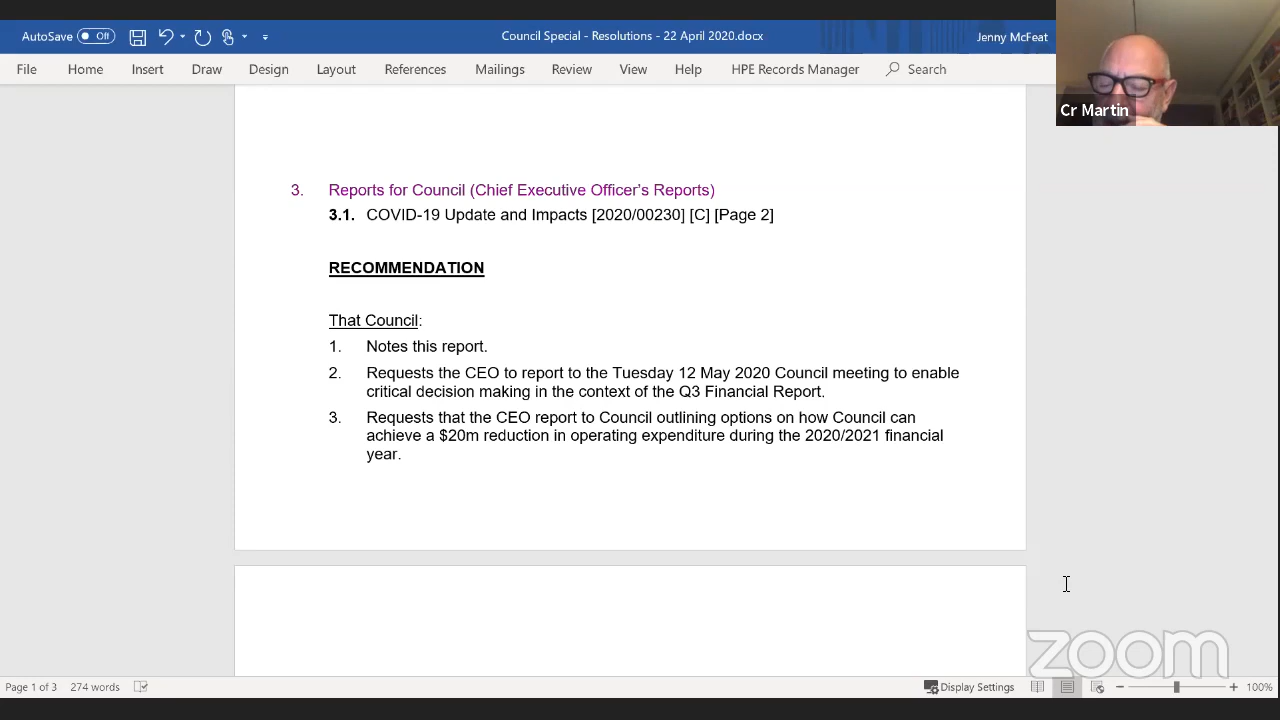 AutoSave Off Council Special - Resolutions - 22 April 2020.docx Jenny McFeat
File Home Insert Draw Design Layout References Mailings Review View Help HPE Records Manager Search
Cr Martin
3. Reports for Council (Chief Executive Officer's Reports)
3.1. COVID-19 Update and Impacts [2020/00230] [C] [Page 2]
RECOMMENDATION
That Council:
1. Notes this report.
2. Requests the CEO to report to the Tuesday 12 May 2020 Council meeting to enable
critical decision making in the context of the Q3 Financial Report.
3. Requests that the CEO report to Council outlining options on how Council can
achieve a $20m reduction in operating expenditure during the 2020/2021 financial
year.
zoom
Page 1 of 3 274 words Display Settings 100%